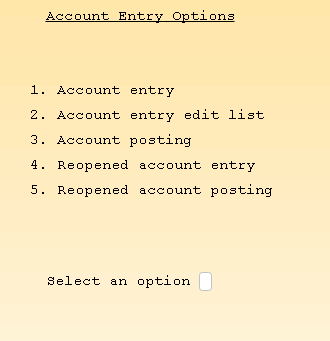 Account Entry Options
1. Account entry
2. Account entry edit list
3. Account posting
4. Reopened account entry
5. Reopened account posting
Select an option